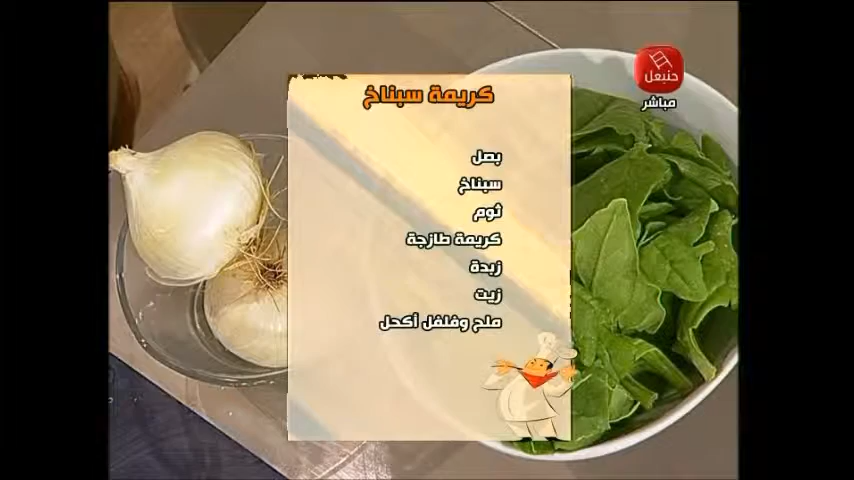 حنبعل
مباشر
كريمة سبناخ
بصل
سبناخ
ثوم
كريمة طازجة
زبدة
زيت
ملح وفلفل أكحل